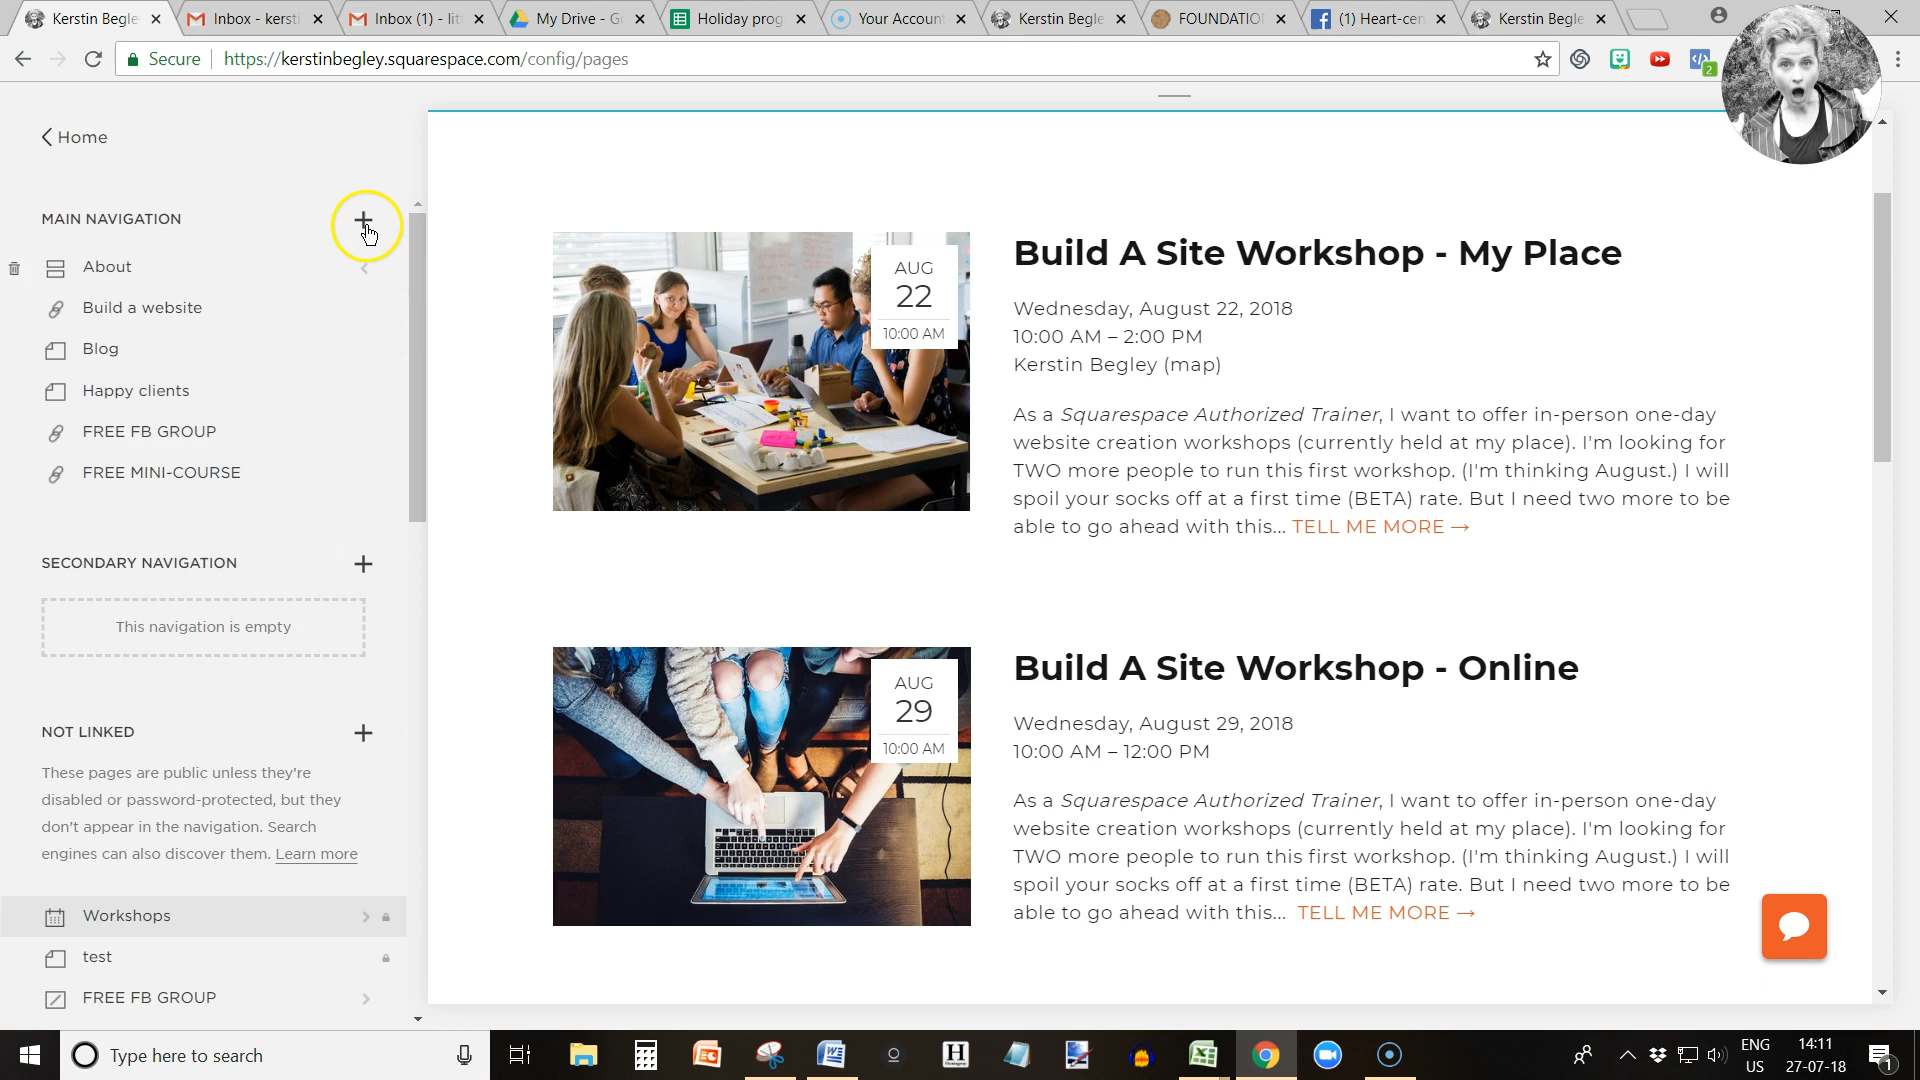 Kerstin Begle
Inbox - kersti
Inbox (1) - lit
My Drive - G
Holiday prog
Your Account
Kerstin Begle
FOUNDATIO
(1) Heart-cen
Kerstin Begle
Secure
https://kerstinbegley.squarespace.com/config/pages
2
Home
MAIN NAVIGATION
About
Build a website
Blog
Happy clients
FREE FB GROUP
FREE MINI-COURSE
SECONDARY NAVIGATION
This navigation is empty
NOT LINKED
These pages are public unless they're
disabled or password-protected, but they
don't appear in the navigation. Search
engines can also discover them. Learn more
Workshops
test
FREE FB GROUP
AUG
22
10:00 AM
Build A Site Workshop - My Place
Wednesday, August 22, 2018
10:00 AM – 2:00 PM
Kerstin Begley (map)
As a Squarespace Authorized Trainer, I want to offer in-person one-day
website creation workshops (currently held at my place). I'm looking for
TWO more people to run this first workshop. (I'm thinking August.) I will
spoil your socks off at a first time (BETA) rate. But I need two more to be
able to go ahead with this... TELL ME MORE →
AUG
29
10:00 AM
Build A Site Workshop - Online
Wednesday, August 29, 2018
10:00 AM – 12:00 PM
As a Squarespace Authorized Trainer, I want to offer in-person one-day
website creation workshops (currently held at my place). I'm looking for
TWO more people to run this first workshop. (I'm thinking August.) I will
spoil your socks off at a first time (BETA) rate. But I need two more to be
able to go ahead with this... TELL ME MORE →
Type here to search
ENG
US
14:11
27-07-18
1